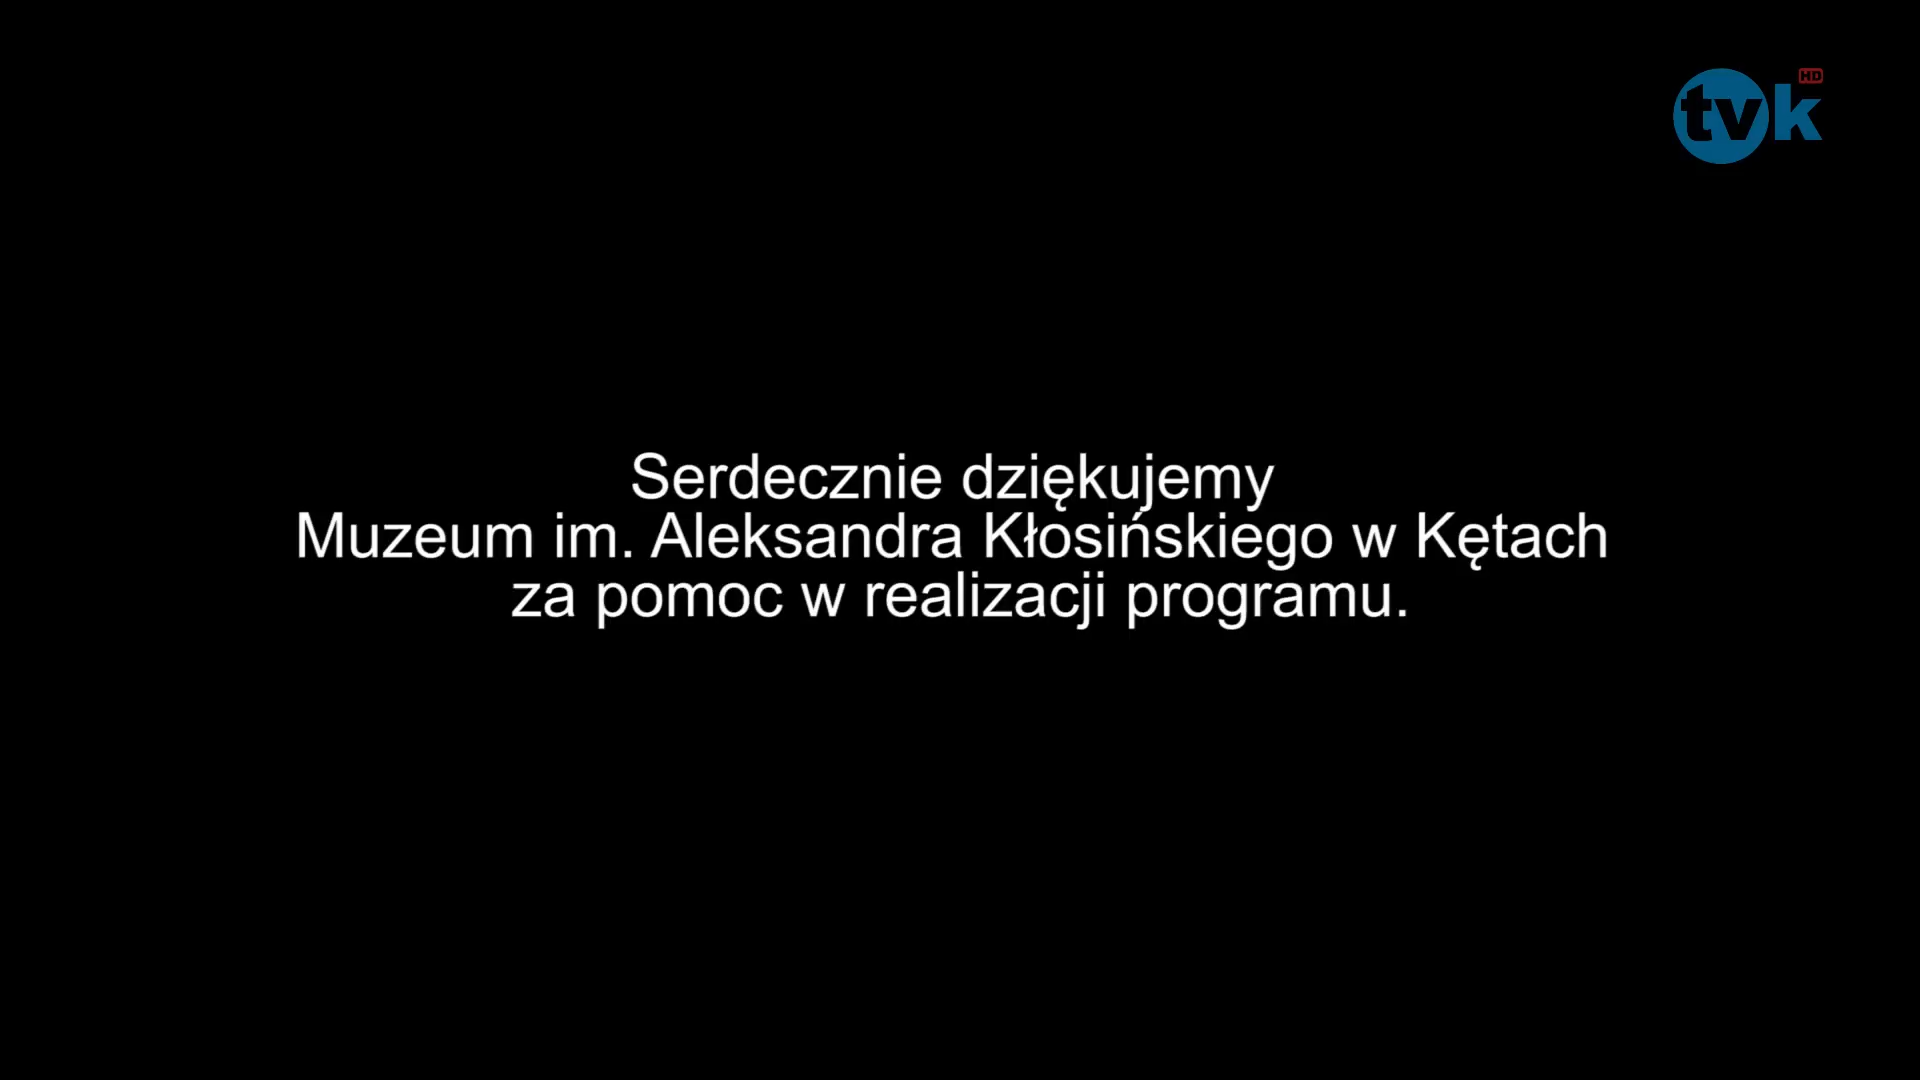 tvk HD
Serdecznie dziękujemy
Muzeum im. Aleksandra Kłosińskiego w Kętach
za pomoc w realizacji programu.